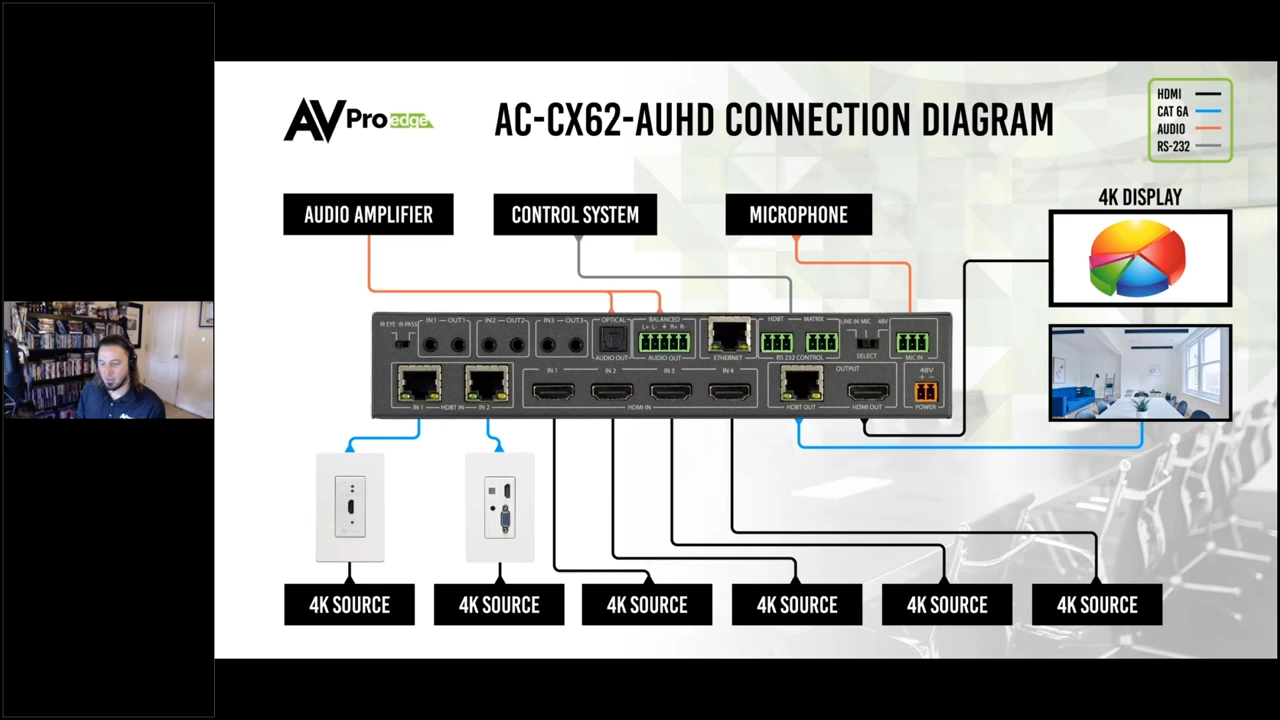 AVPro edge
AC-CX62-AUHD CONNECTION DIAGRAM
HDMI
CAT 6A
AUDIO
RS-232
AUDIO AMPLIFIER
CONTROL SYSTEM
MICROPHONE
4K DISPLAY
IR EYE IR PASS
IN1 OUT1
IN2 OUT2
IN3 OUT3
OPTICAL
AUDIO OUT
BALANCED
L+ L- R+ R-
AUDIO OUT
ETHERNET
HDBT MATRIX
RS 232 CONTROL
LINE IN MIC 48V
SELECT
MIC IN
IN 1 HDBT IN IN 2
IN 1 IN 2 IN 3 IN 4
HDMI IN
OUTPUT
HDBT OUT HDMI OUT
48V
+ -
POWER
4K SOURCE
4K SOURCE
4K SOURCE
4K SOURCE
4K SOURCE
4K SOURCE